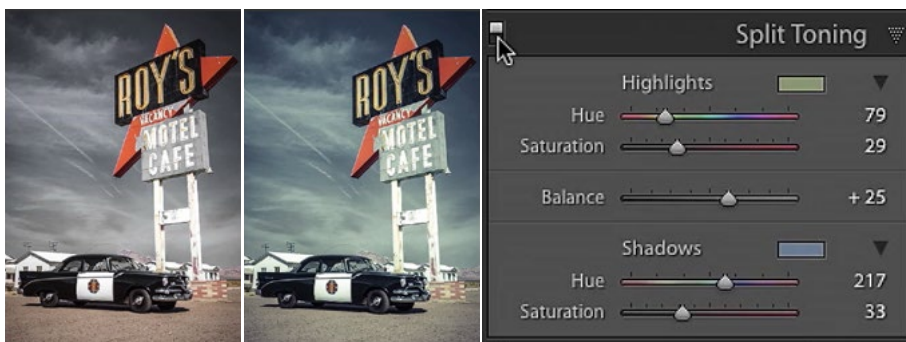 ROY'S
VACANCY
MOTEL
CAFE
ROY'S
VACANCY
MOTEL
CAFE
Split Toning
Highlights
Hue 79
Saturation 29
Balance + 25
Shadows
Hue 217
Saturation 33